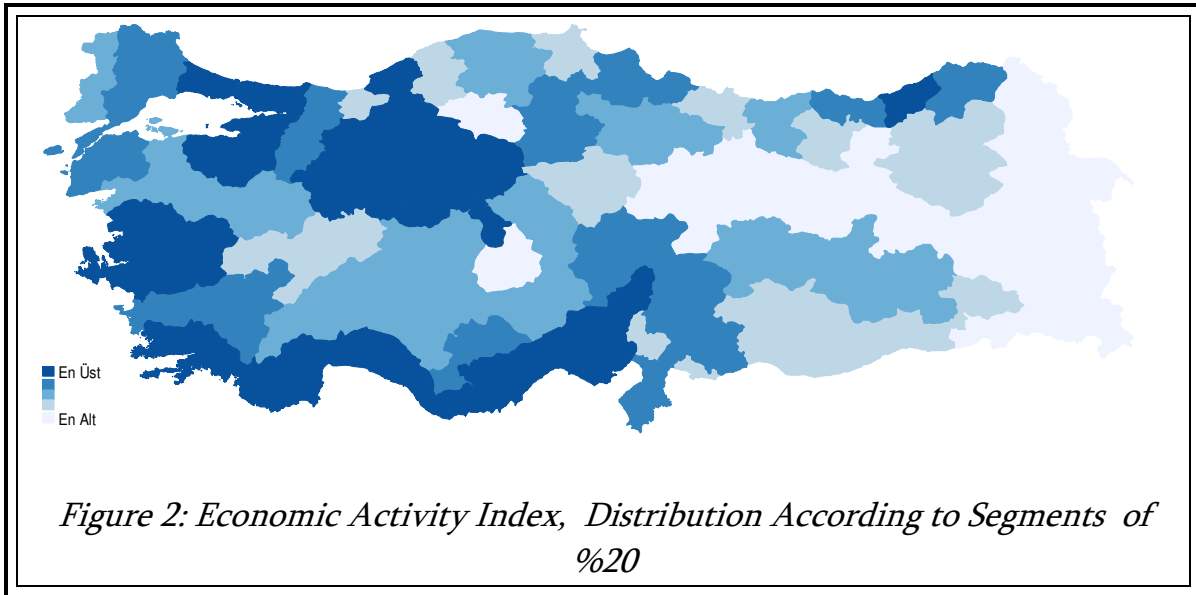 En Üst
En Alt
Figure 2: Economic Activity Index, Distribution According to Segments of
%20